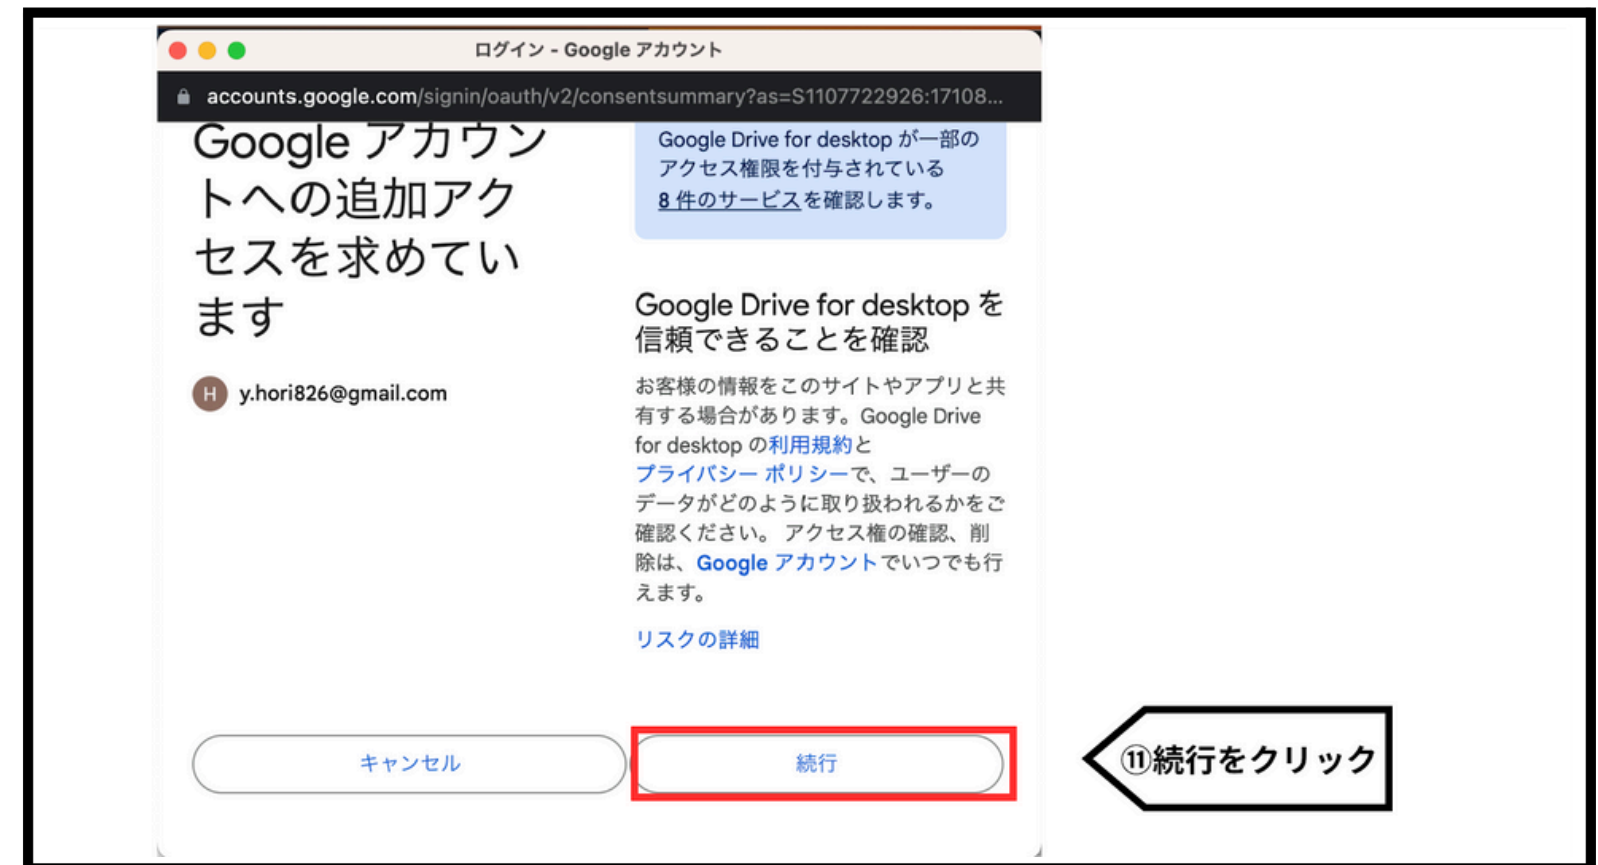 ログイン - Google アカウント
accounts.google.com/signin/oauth/v2/consentsummary?as=S1107722926:17108...
Google アカウン
トへの追加アク
セスを求めてい
ます
H y.hori826@gmail.com
Google Drive for desktop が一部の
アクセス権限を付与されている
8 件のサービスを確認します。
Google Drive for desktop を
信頼できることを確認
お客様の情報をこのサイトやアプリと共
有する場合があります。Google Drive
for desktop の利用規約と
プライバシー ポリシーで、ユーザーの
データがどのように取り扱われるかをご
確認ください。 アクセス権の確認、削
除は、Google アカウントでいつでも行
えます。
リスクの詳細
キャンセル
続行
⑪続行をクリック